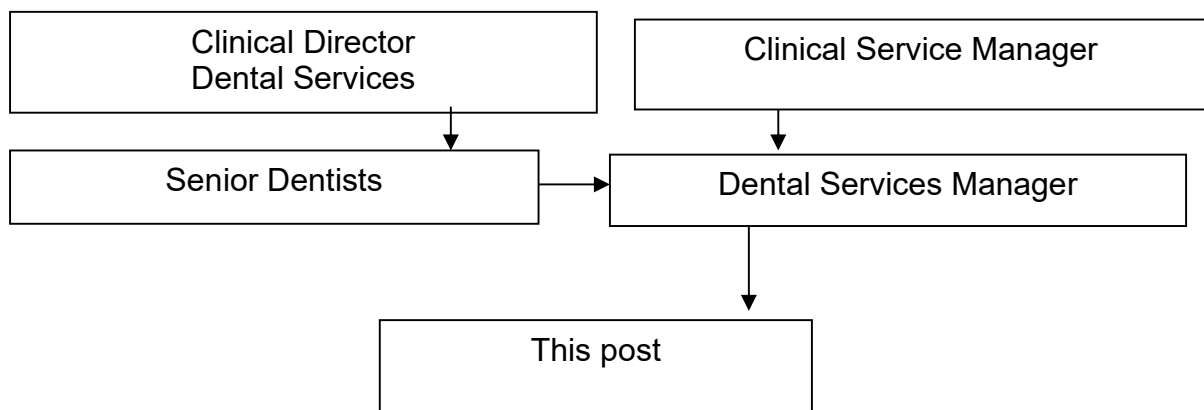 Clinical Director
Dental Services
Clinical Service Manager
Senior Dentists
Dental Services Manager
This post